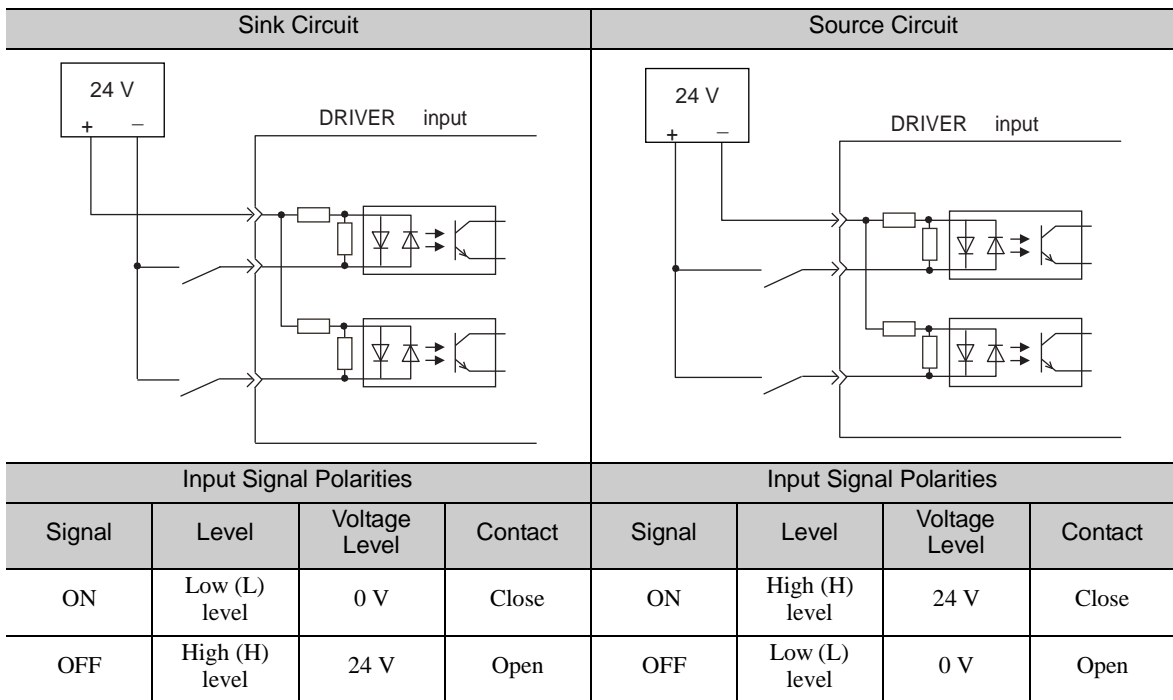 Sink Circuit
Source Circuit
24 V
+ −
DRIVER input
24 V
+ −
DRIVER input
Input Signal Polarities
Input Signal Polarities
Signal Level Voltage Level Contact Signal Level Voltage Level Contact
ON Low (L) level 0 V Close ON High (H) level 24 V Close
OFF High (H) level 24 V Open OFF Low (L) level 0 V Open